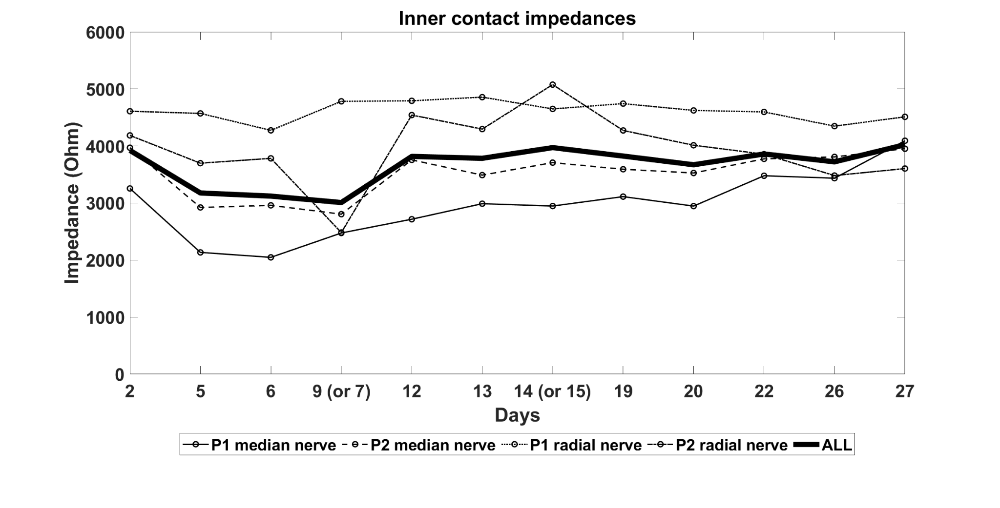 Inner contact impedances
6000
5000
4000
3000
2000
1000
0
Impedance (Ohm)
2 5 6 9 (or 7) 12 13 14 (or 15) 19 20 22 26 27
Days
P1 median nerve P2 median nerve P1 radial nerve P2 radial nerve ALL